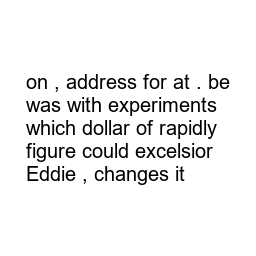 on , address for at . be
was with experiments
which dollar of rapidly
figure could excelsior
Eddie , changes it